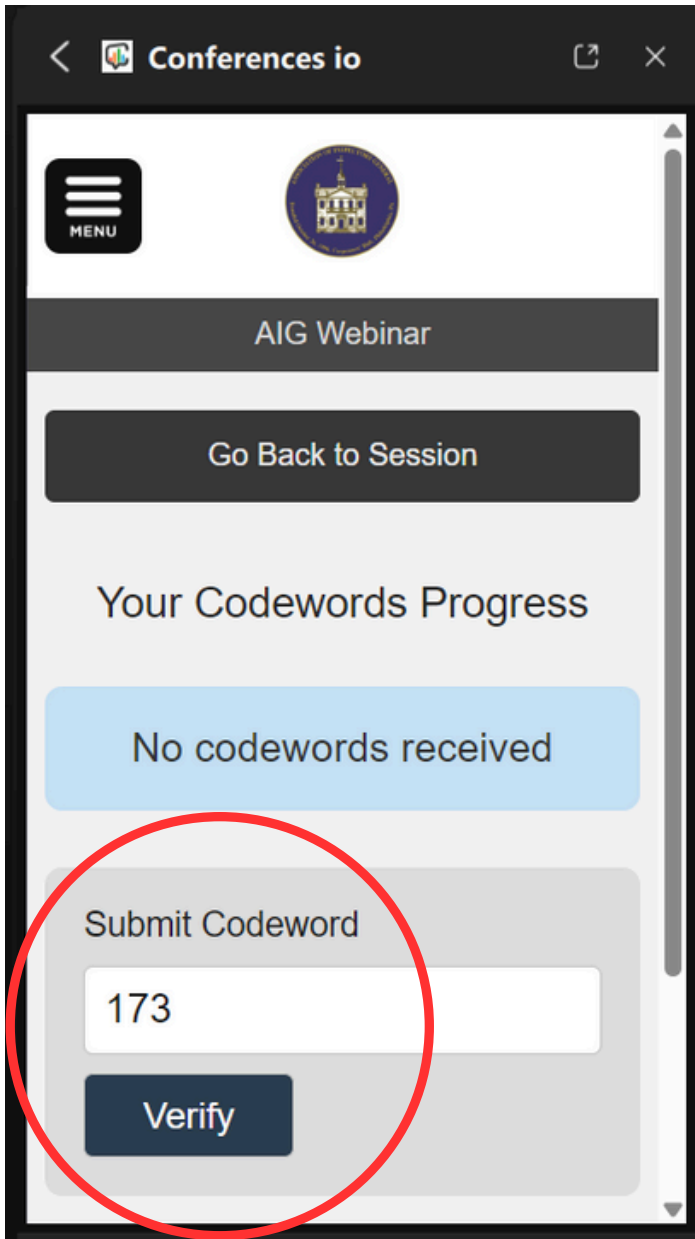 Conferences io
MENU
AIG Webinar
Go Back to Session
Your Codewords Progress
No codewords received
Submit Codeword
173
Verify